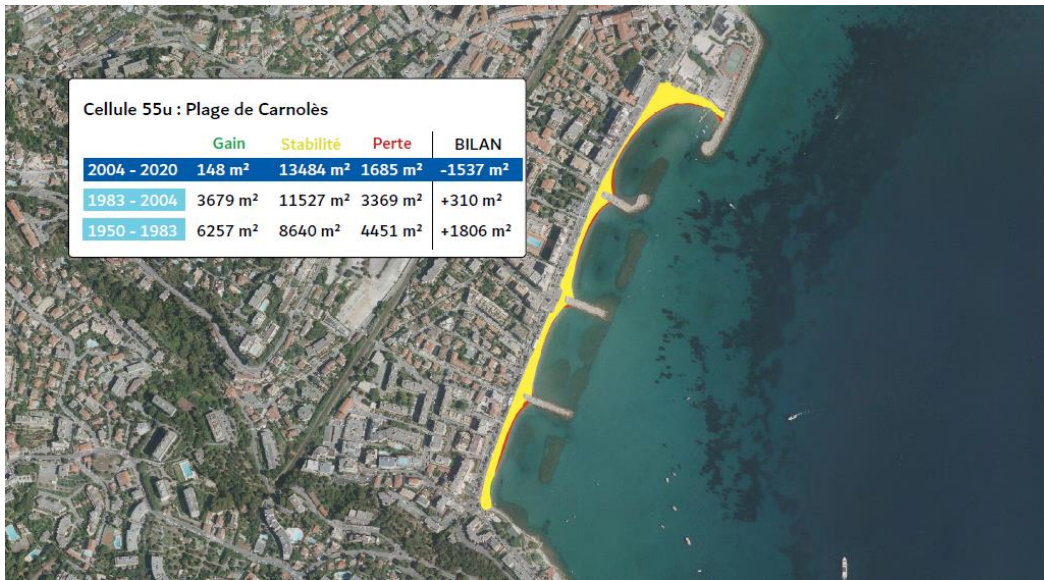 Cellule 55u : Plage de Carnolès
Gain Stabilité Perte BILAN
2004 - 2020 148 m² 13484 m² 1685 m² -1537 m²
1983 - 2004 3679 m² 11527 m² 3369 m² +310 m²
1950 - 1983 6257 m² 8640 m² 4451 m² +1806 m²